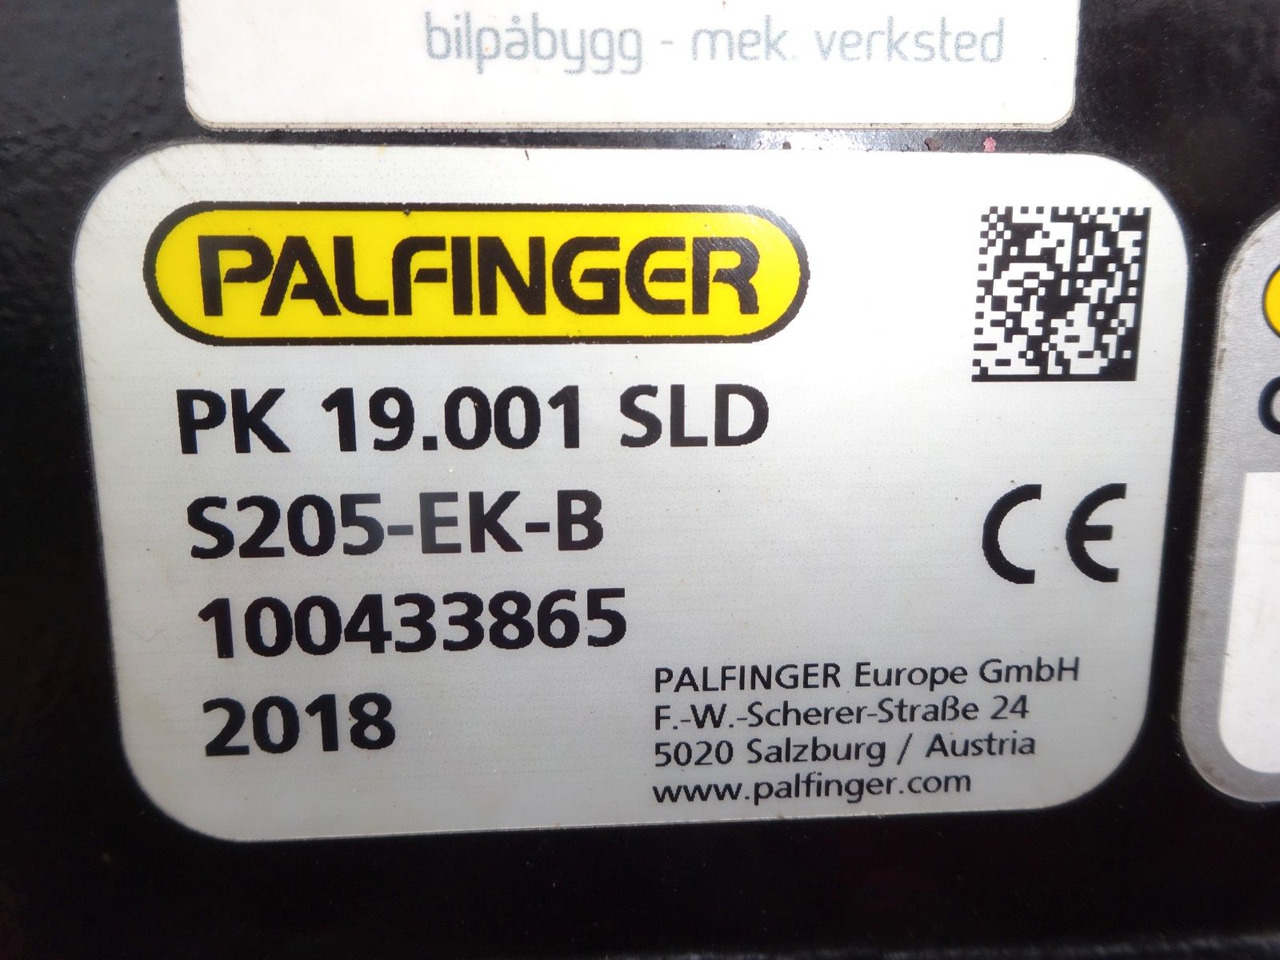 bilpåbygg - mek. verksted
PALFINGER
PK 19.001 SLD
S205-EK-B
100433865
2018
CE
PALFINGER Europe GmbH
F.-W.-Scherer-Straße 24
5020 Salzburg / Austria
www.palfinger.com